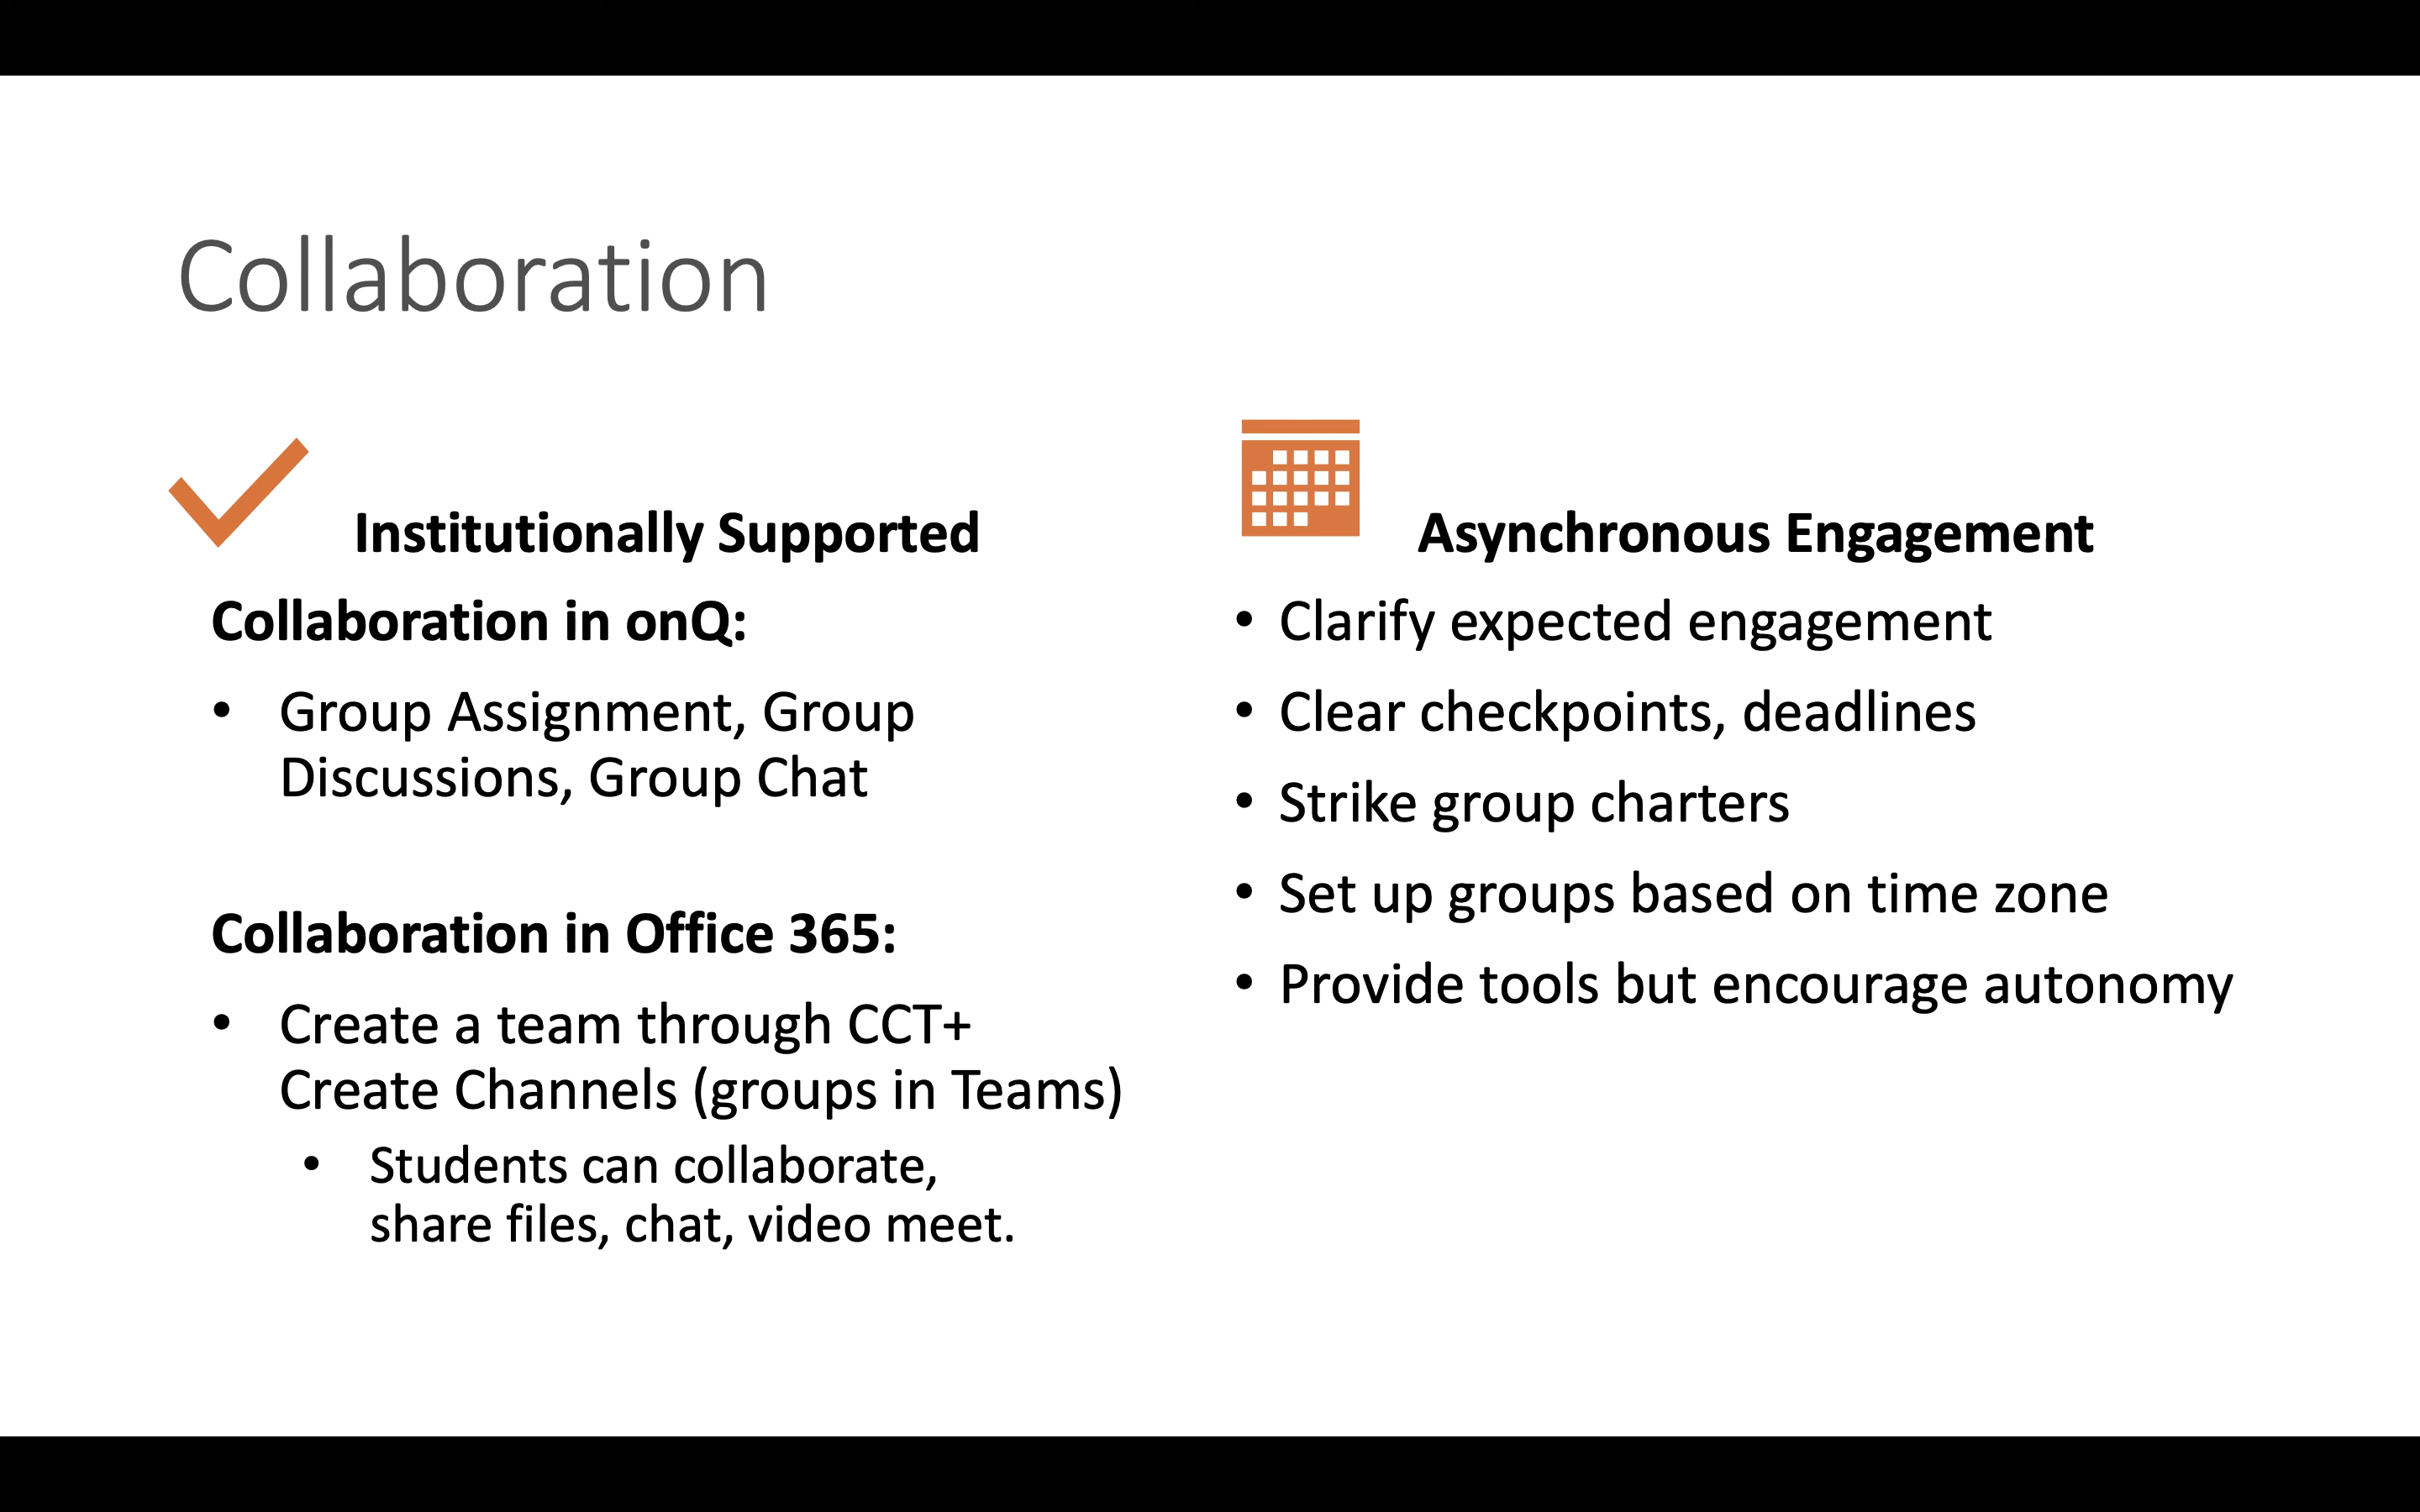 Collaboration
Institutionally Supported
Collaboration in onQ:
• Group Assignment, Group
Discussions, Group Chat
Collaboration in Office 365:
• Create a team through CCT+
Create Channels (groups in Teams)
• Students can collaborate,
share files, chat, video meet.
Asynchronous Engagement
• Clarify expected engagement
• Clear checkpoints, deadlines
• Strike group charters
• Set up groups based on time zone
• Provide tools but encourage autonomy